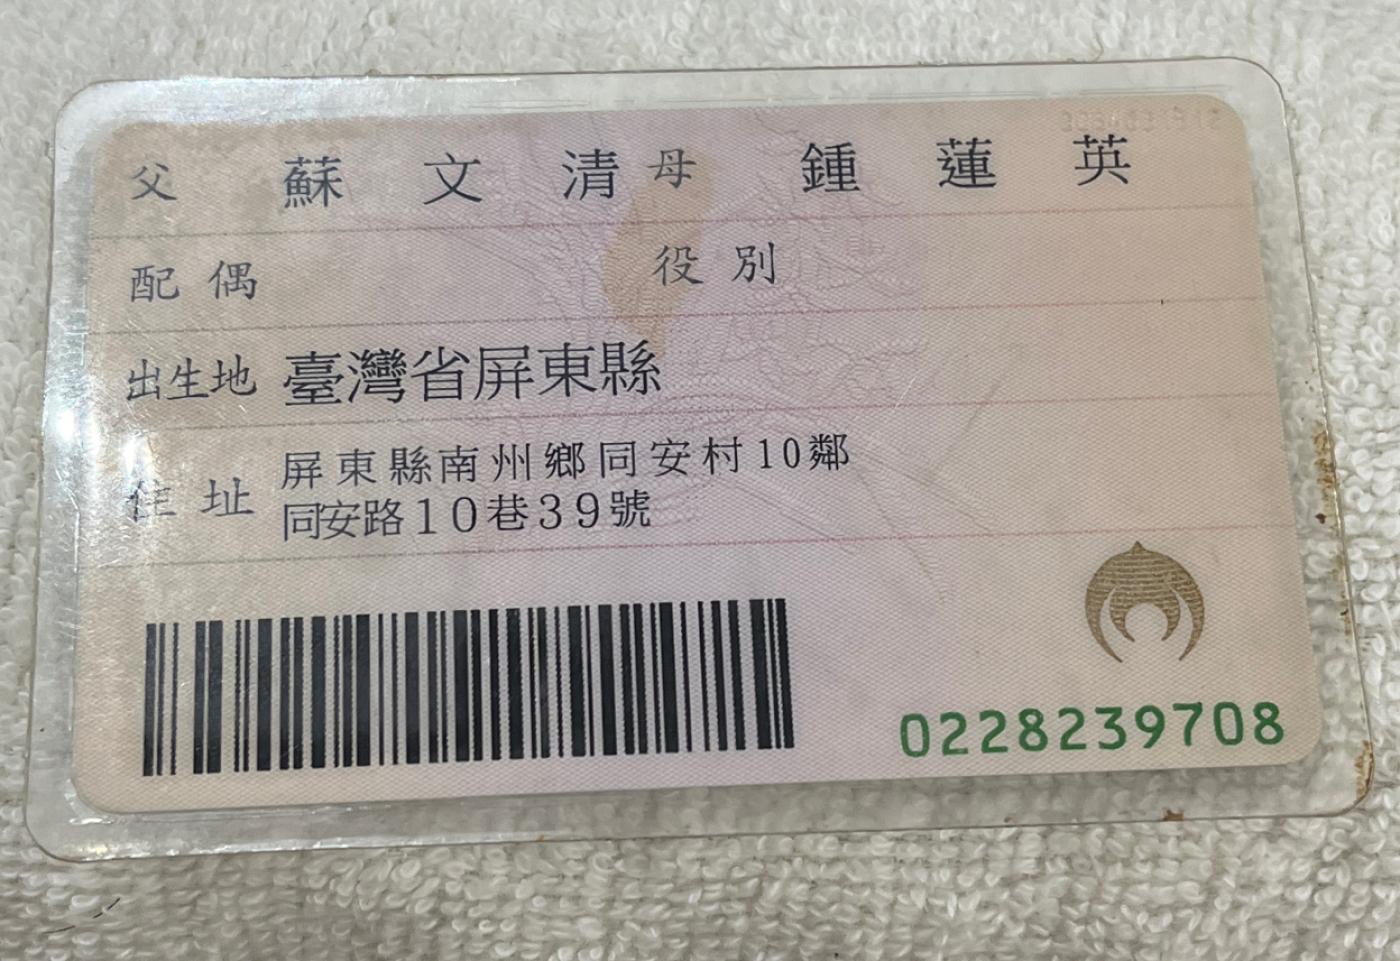 父 蘇文清 母 鍾蓮英
配偶 役別
出生地 臺灣省屏東縣
住址 屏東縣南州鄉同安村10鄰
同安路10巷39號
0228239708